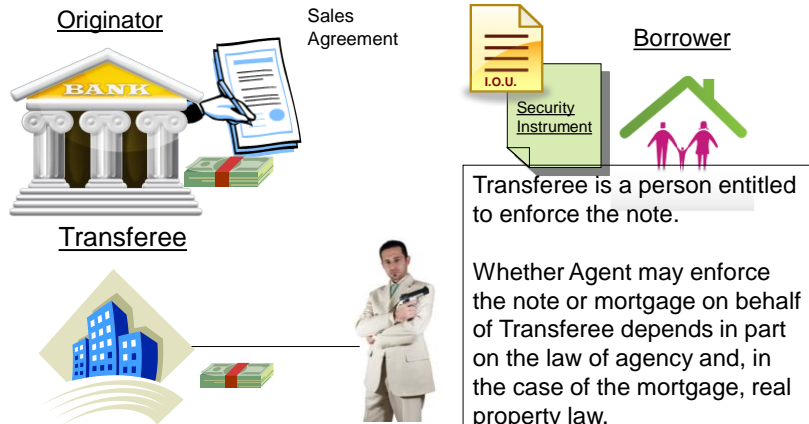 Originator
Sales
Agreement
Borrower
BANK
I.O.U.
Security
Instrument
Transferee is a person entitled
to enforce the note.
Transferee
Whether Agent may enforce
the note or mortgage on behalf
of Transferee depends in part
on the law of agency and, in
the case of the mortgage, real
property law.